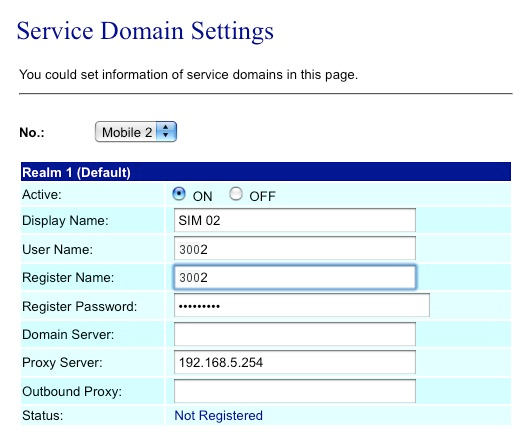 Service Domain Settings
You could set information of service domains in this page.
No.: Mobile 2
Realm 1 (Default)
Active: ON OFF
Display Name: SIM 02
User Name: 3002
Register Name: 3002
Register Password: •••••••••
Domain Server:
Proxy Server: 192.168.5.254
Outbound Proxy:
Status: Not Registered